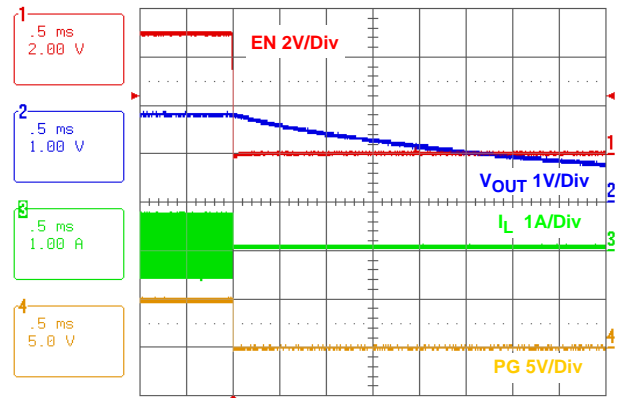 1
.5 ms
2.00 V
EN 2V/Div
2
.5 ms
1.00 V
1
VOUT 1V/Div
2
3
.5 ms
1.00 A
IL 1A/Div
3
4
.5 ms
5.0 V
4
PG 5V/Div